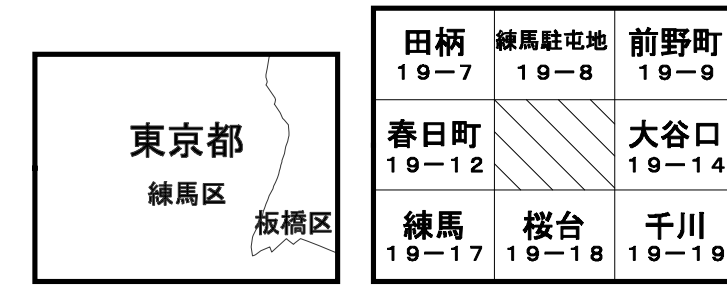 東京都
練馬区
板橋区
田柄
19-7
練馬駐屯地
19-8
前野町
19-9
春日町
19-12
大谷口
19-14
練馬
19-17
桜台
19-18
千川
19-19